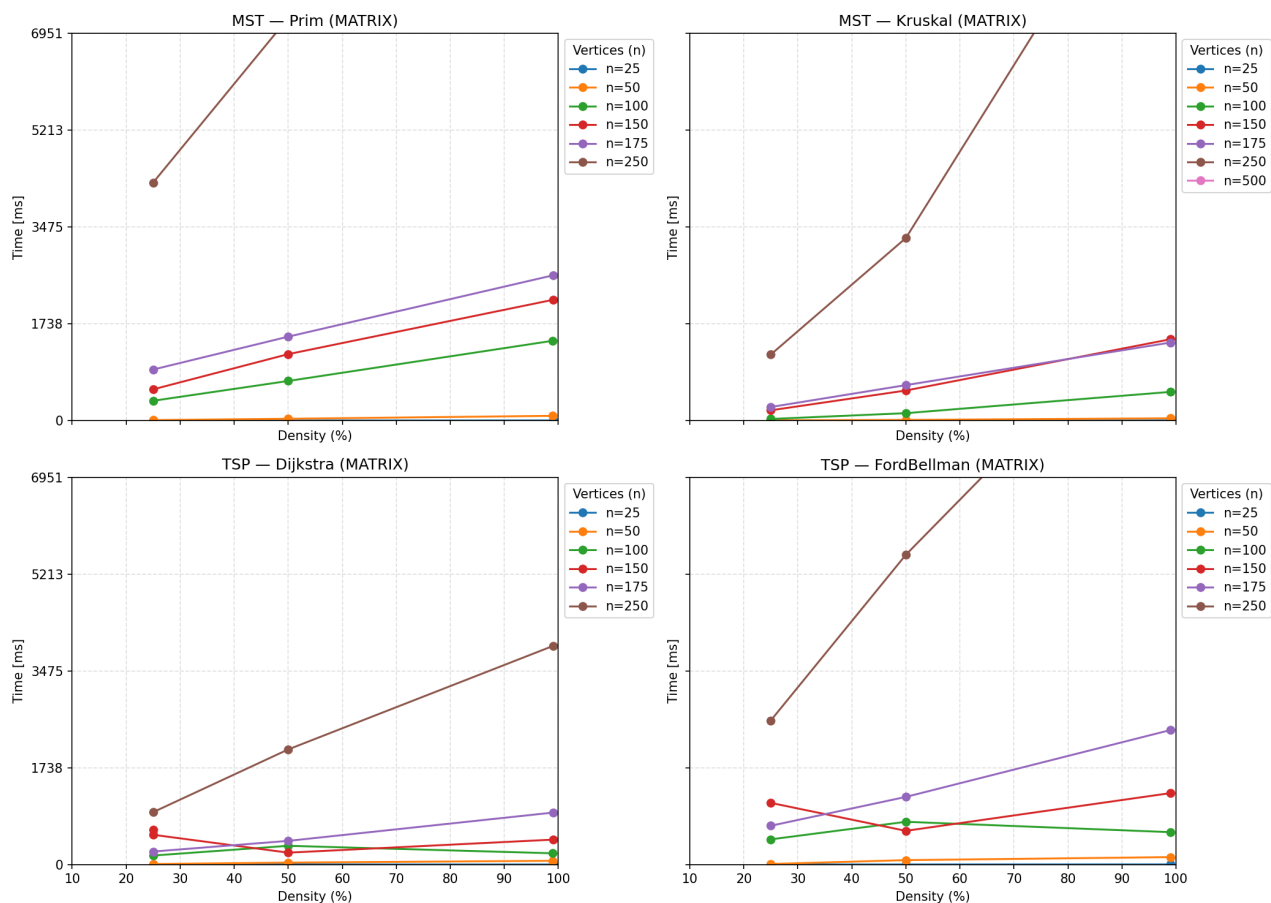 MST — Prim (MATRIX)
6951
5213
3475
1738
0
Time [ms]
Density (%)
Vertices (n)
n=25
n=50
n=100
n=150
n=175
n=250
MST — Kruskal (MATRIX)
Time [ms]
Density (%)
Vertices (n)
n=25
n=50
n=100
n=150
n=175
n=250
n=500
TSP — Dijkstra (MATRIX)
6951
5213
3475
1738
0
Time [ms]
10 20 30 40 50 60 70 80 90 100
Density (%)
Vertices (n)
n=25
n=50
n=100
n=150
n=175
n=250
TSP — FordBellman (MATRIX)
Time [ms]
10 20 30 40 50 60 70 80 90 100
Density (%)
Vertices (n)
n=25
n=50
n=100
n=150
n=175
n=250